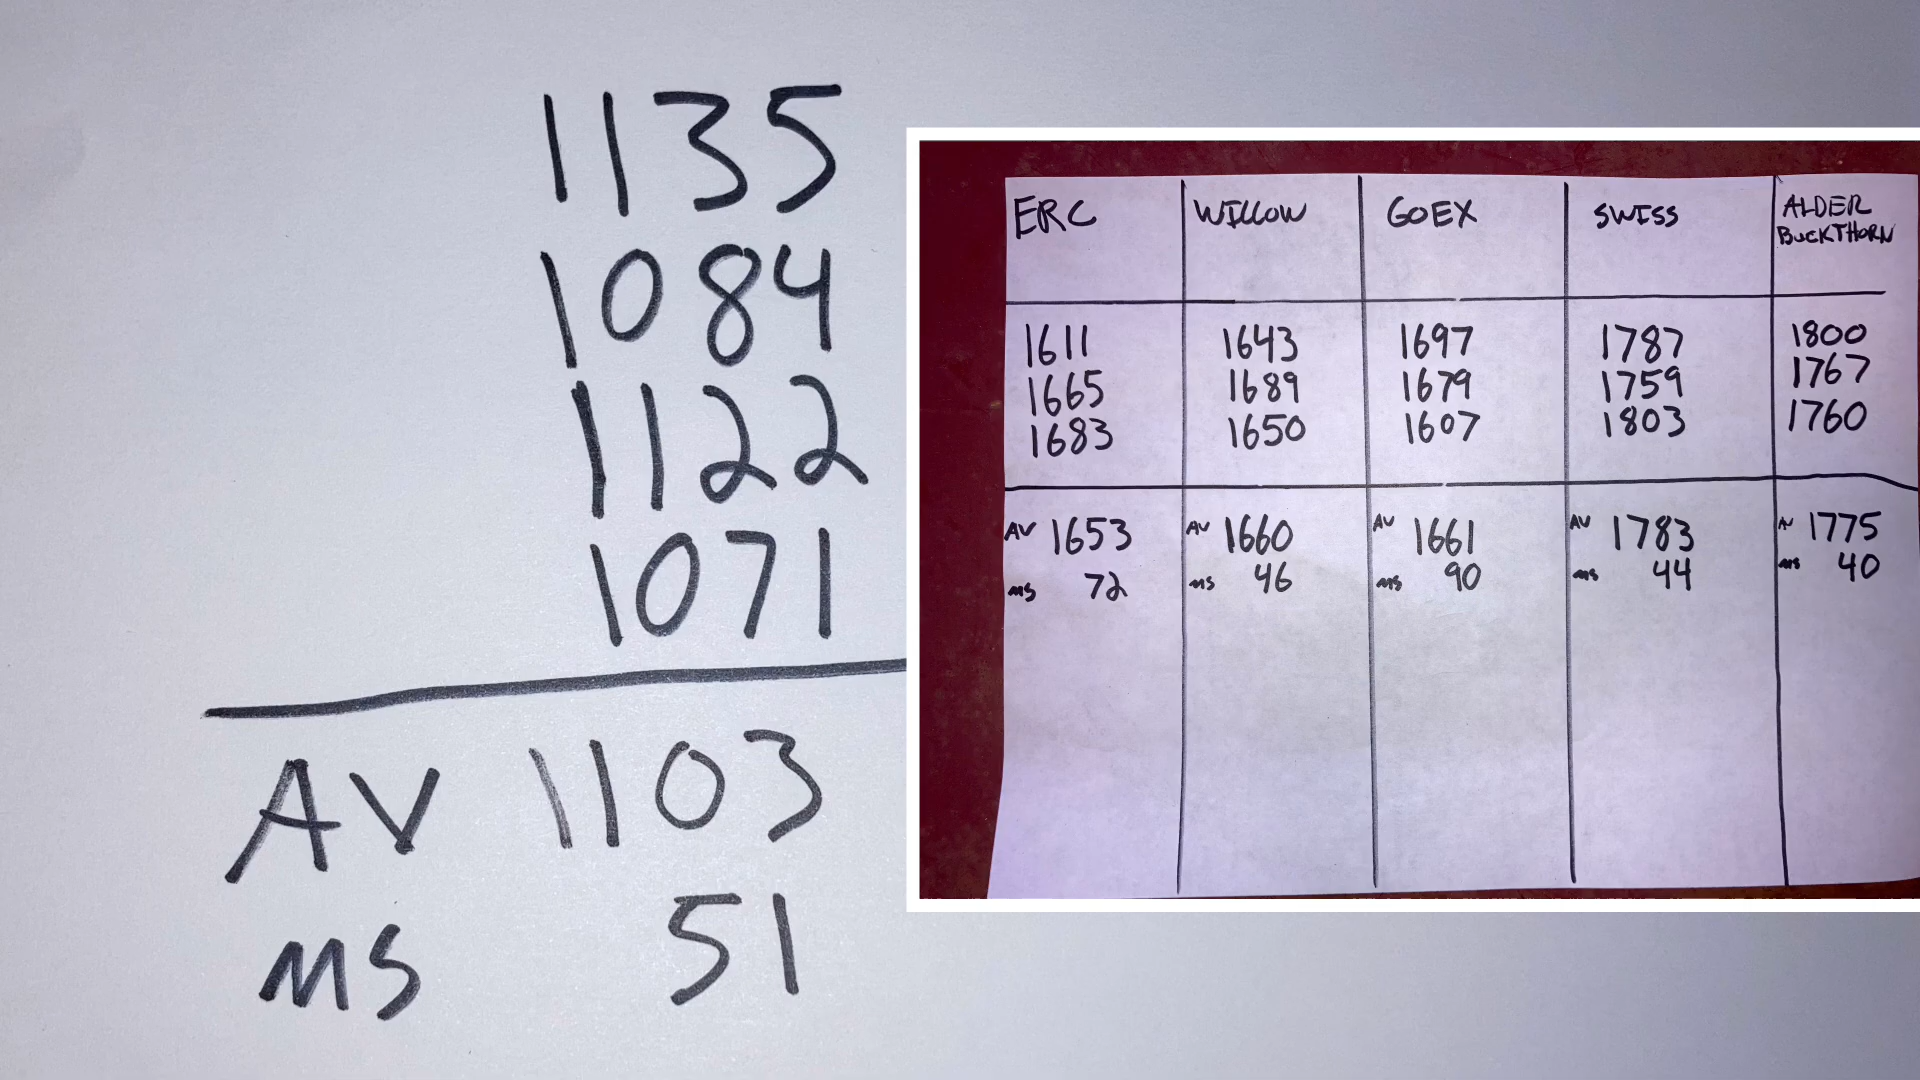 1135
1084
1122
1071
AV 1103
MS 51
ERC WILLOW GOEX SWISS ALDER
BUCKTHORN
1611 1643 1697 1787 1800
1665 1689 1679 1759 1767
1683 1650 1607 1803 1760
AV 1653 AV 1660 AV 1661 AV 1783 AV 1775
MS 72 MS 46 MS 90 MS 44 MS 40